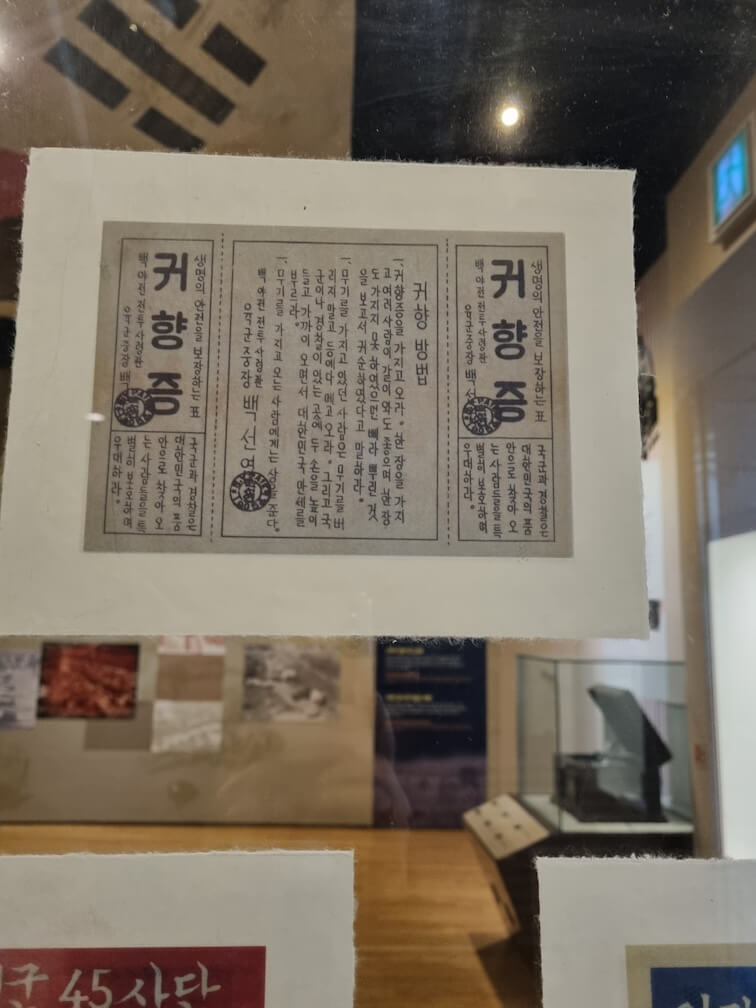 생명의 안전을 보장하는 표
귀향증
백 야전 전투사령관
육군중장 백선
국군과 경찰은
대한민국의 품
안으로 찾아 오
는 사람들을 특
별히 보호하며
우대하라。
귀향 방법
一、귀향증을 가지고 오라。 한 장을 가지
고 여러 사람이 같이 와도 좋으며 한 장
도 가지지 못 하였으면 삐라 뿌린 것
을 보고서 귀순하였다고 말하라。
一、무기를 가지고 있던 사람은 무기를 버
리지 말고 등에다 메고 오라。 그리고 국
군이나 경찰이 있는 곳에 두 손을 높이
들고 가까이 오면서 대한민국 만세를
부르라。
一、무기를 가지고 오는 사람에게는 상금을 준다。
백 야전 전투사령관
육군중장 백선엽
생명의 안전을 보장하는 표
귀향증
백 야전 전투사령관
육군중장 백
국군과 경찰은
대한민국의 품
안으로 찾아 오
는 사람들을 특
별히 보호하며
우대하라。
45사단